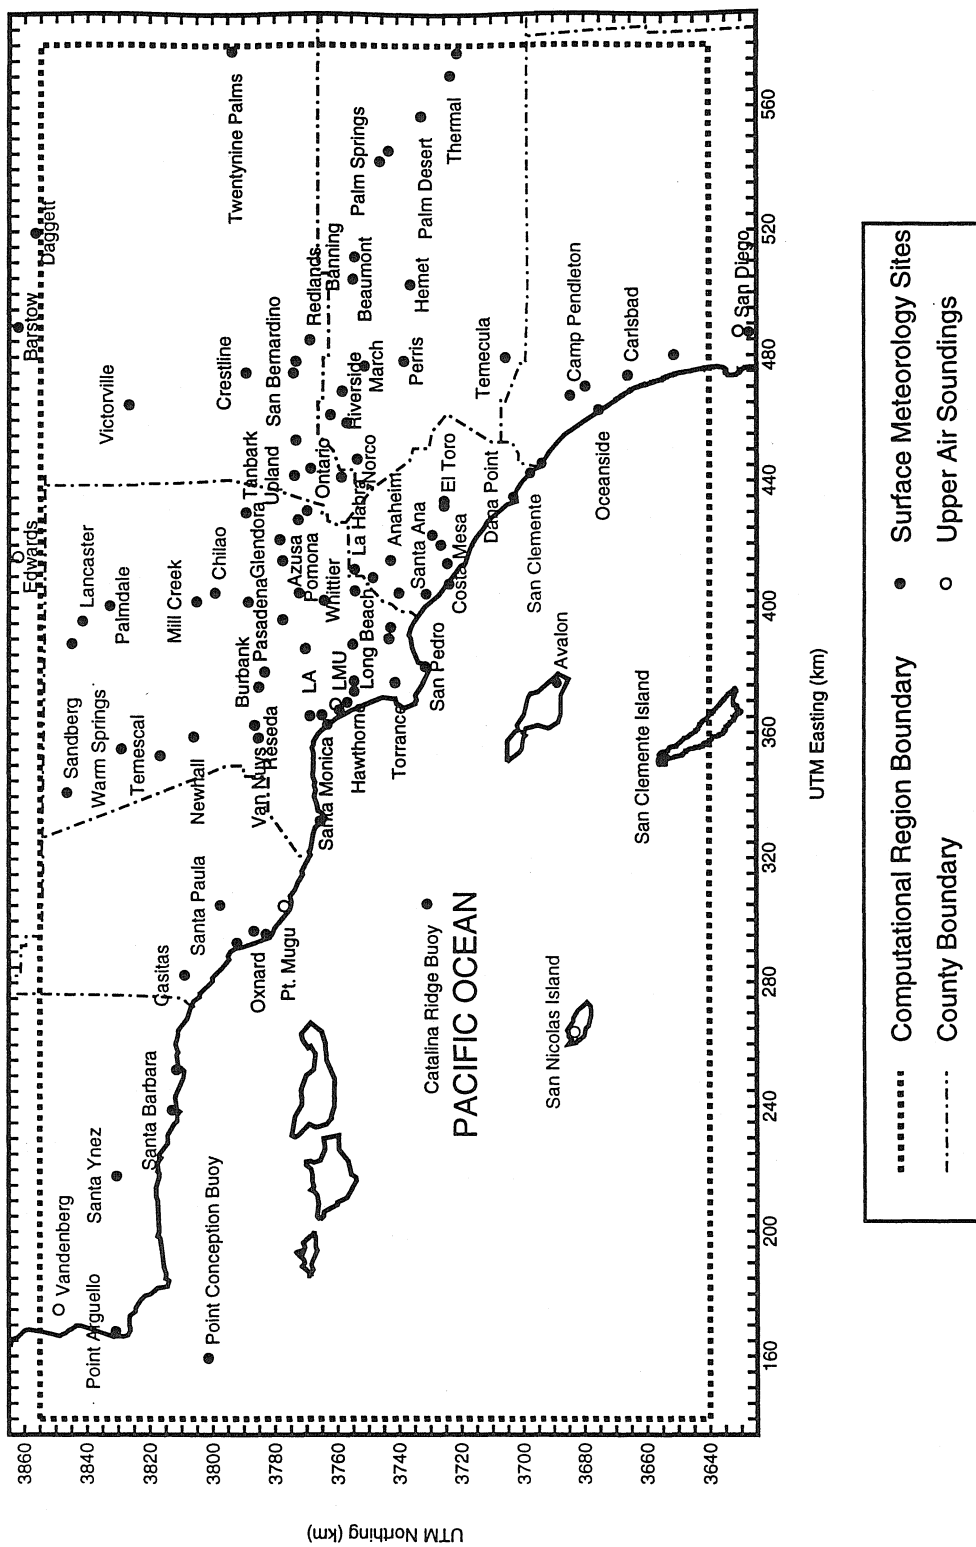 Edwards
Barstow
Daggett
Vandenberg
Sandberg
Lancaster
Victorville
Warm Springs
Palmdale
Point Arguello
Santa Ynez
Temescal
Mill Creek
Santa Barbara
Casitas
Santa Paula
Newhall
Chilao
Crestline
Twentynine Palms
Point Conception Buoy
Burbank
Pasadena
Glendora
Tanbark
Oxnard
Van Nuys
Reseda
Upland
San Bernardino
Pt. Mugu
Azusa
Pomona
Redlands
LA
Whittier
Ontario
Banning
Santa Monica
LMU
La Habra
Riverside
Beaumont
Palm Springs
Hawthorne
Long Beach
Norco
March
Torrance
Anaheim
Perris
Hemet
Palm Desert
San Pedro
Santa Ana
El Toro
Thermal
Costa Mesa
Temecula
Dana Point
Catalina Ridge Buoy
PACIFIC OCEAN
San Clemente
Avalon
Camp Pendleton
San Nicolas Island
Oceanside
Carlsbad
San Clemente Island
San Diego
3860
3840
3820
3800
3780
3760
3740
3720
3700
3680
3660
3640
UTM Northing (km)
160
200
240
280
320
360
400
440
480
520
560
UTM Easting (km)
Computational Region Boundary
Surface Meteorology Sites
County Boundary
Upper Air Soundings